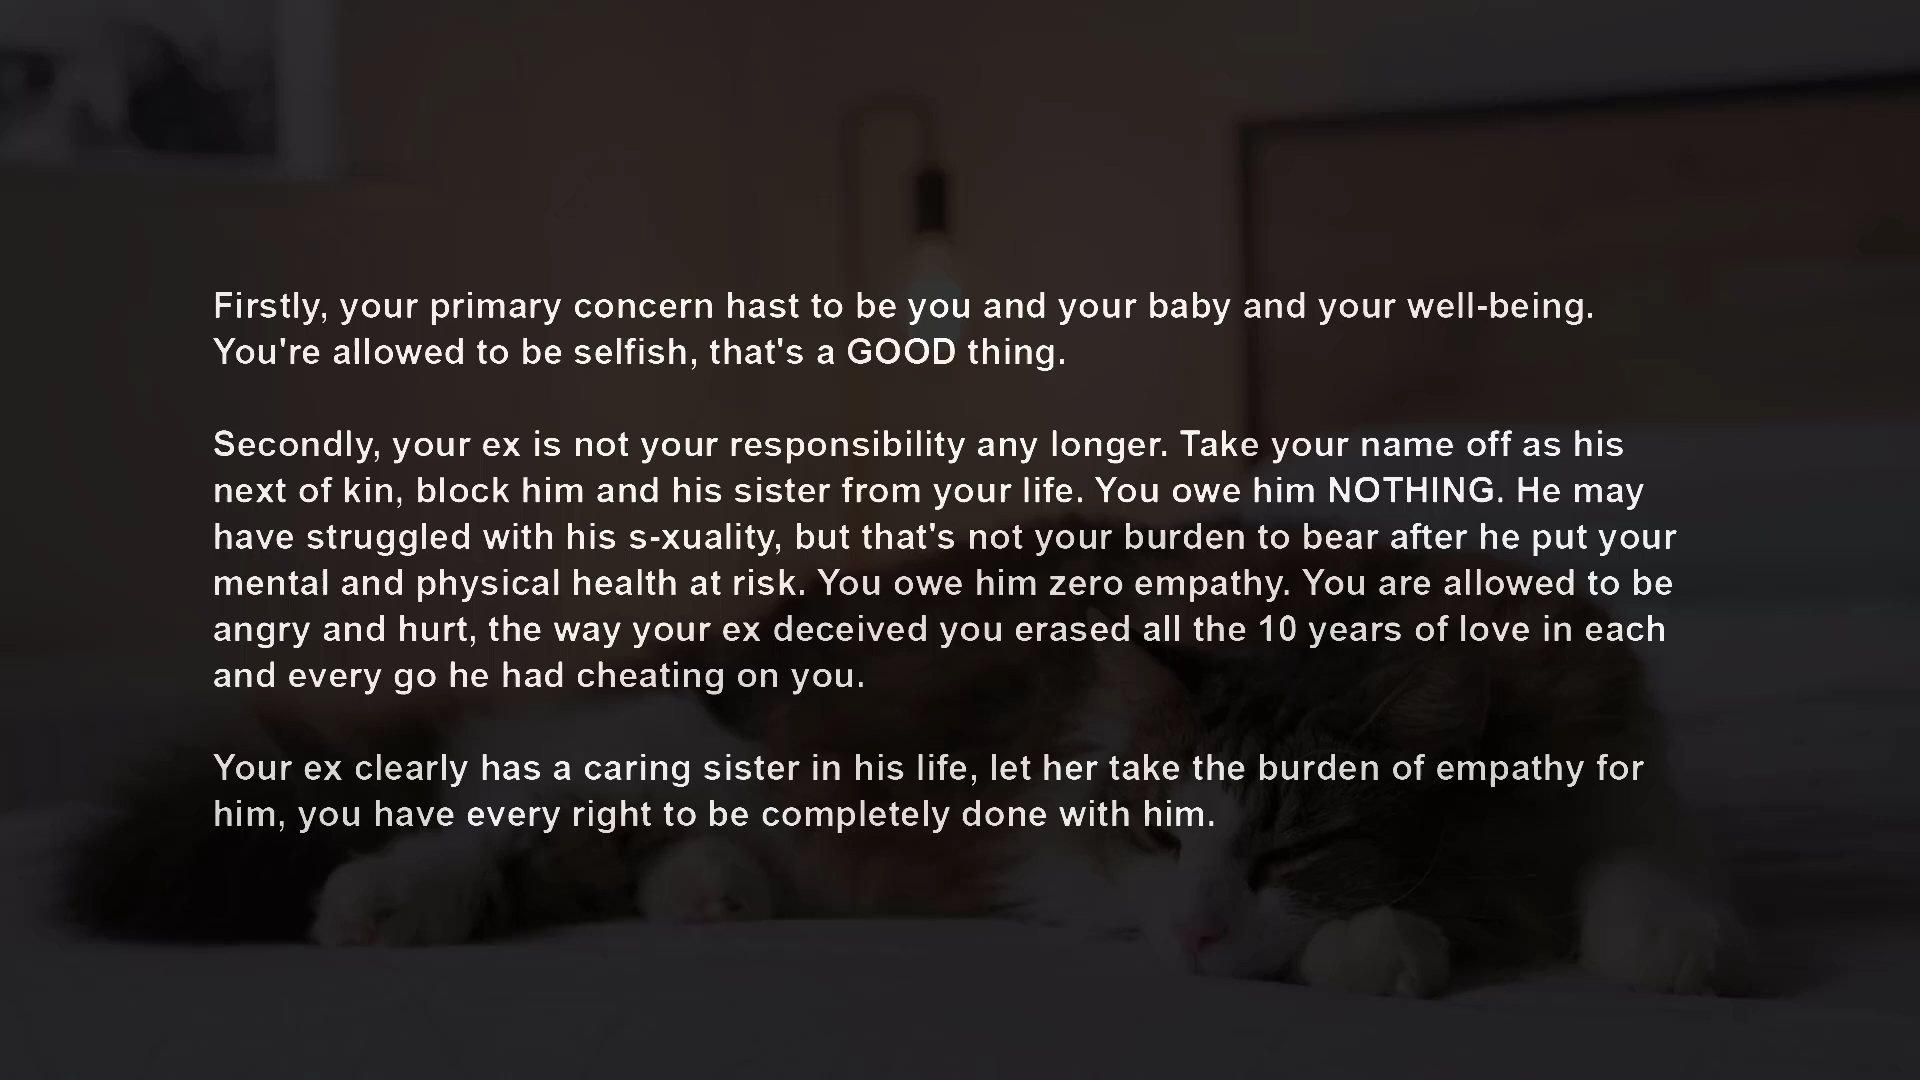 Firstly, your primary concern hast to be you and your baby and your well-being.
You're allowed to be selfish, that's a GOOD thing.
Secondly, your ex is not your responsibility any longer. Take your name off as his
next of kin, block him and his sister from your life. You owe him NOTHING. He may
have struggled with his s-xuality, but that's not your burden to bear after he put your
mental and physical health at risk. You owe him zero empathy. You are allowed to be
angry and hurt, the way your ex deceived you erased all the 10 years of love in each
and every go he had cheating on you.
Your ex clearly has a caring sister in his life, let her take the burden of empathy for
him, you have every right to be completely done with him.